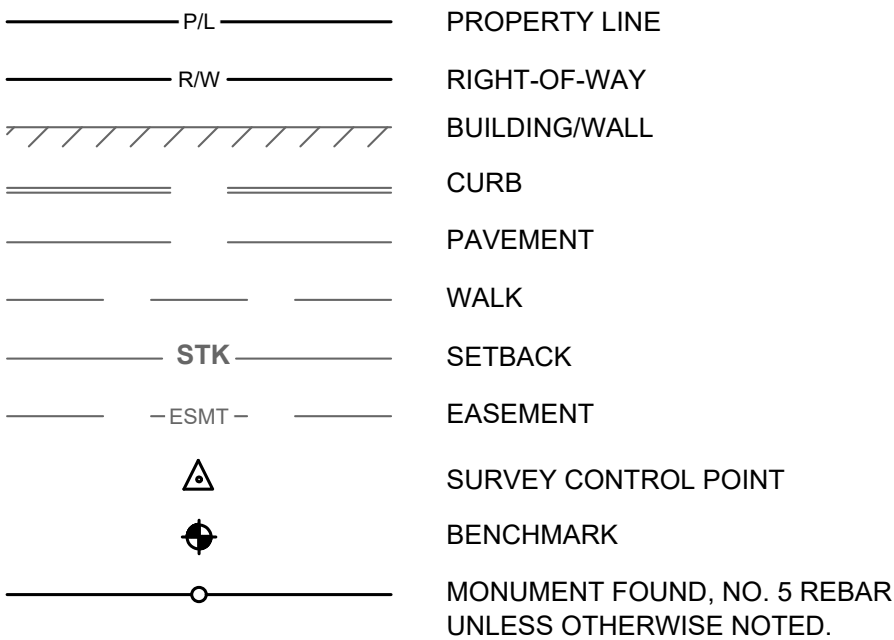 P/L PROPERTY LINE
R/W RIGHT-OF-WAY
BUILDING/WALL
CURB
PAVEMENT
WALK
STK SETBACK
ESMT EASEMENT
SURVEY CONTROL POINT
BENCHMARK
MONUMENT FOUND, NO. 5 REBAR
UNLESS OTHERWISE NOTED.